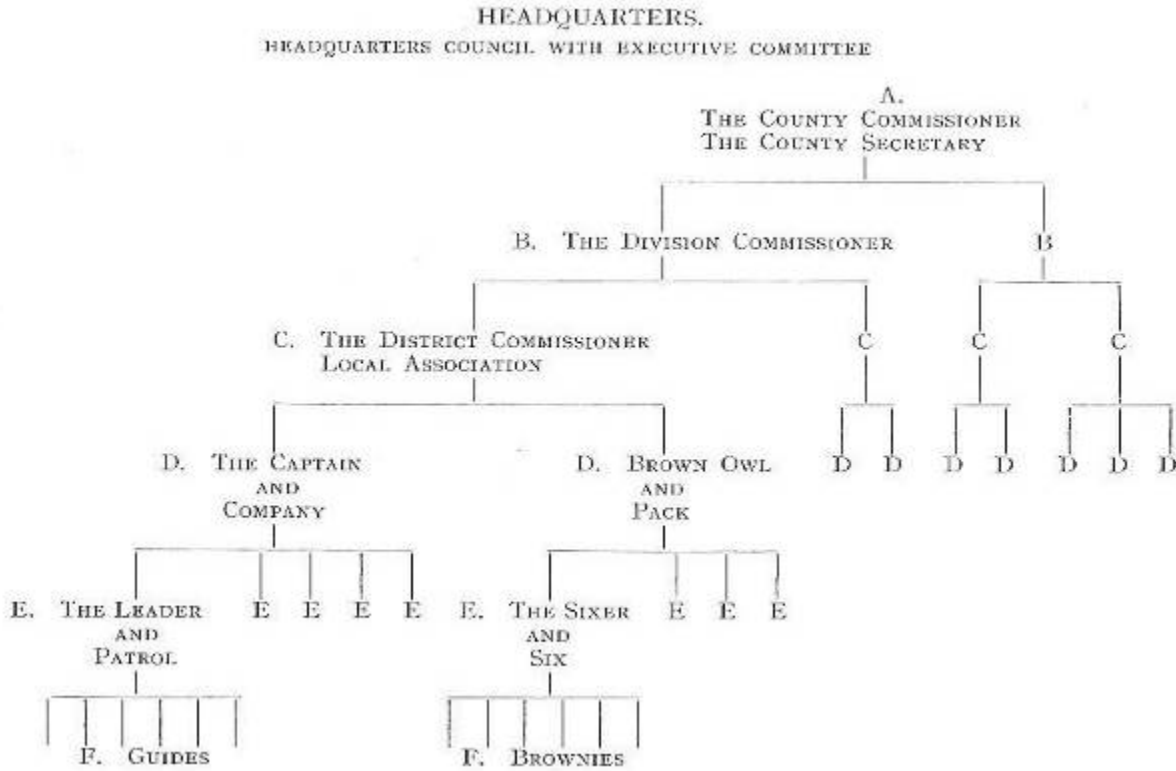 HEADQUARTERS.
HEADQUARTERS COUNCIL WITH EXECUTIVE COMMITTEE
A.
THE COUNTY COMMISSIONER
THE COUNTY SECRETARY
B. THE DIVISION COMMISSIONER B
C. THE DISTRICT COMMISSIONER
LOCAL ASSOCIATION
C C C
D. THE CAPTAIN
AND
COMPANY
D. BROWN OWL
AND
PACK
D D D D D D D
E. THE LEADER
AND
PATROL
E E E E
E. THE SIXER
AND
SIX
E E E
F. GUIDES
F. BROWNIES